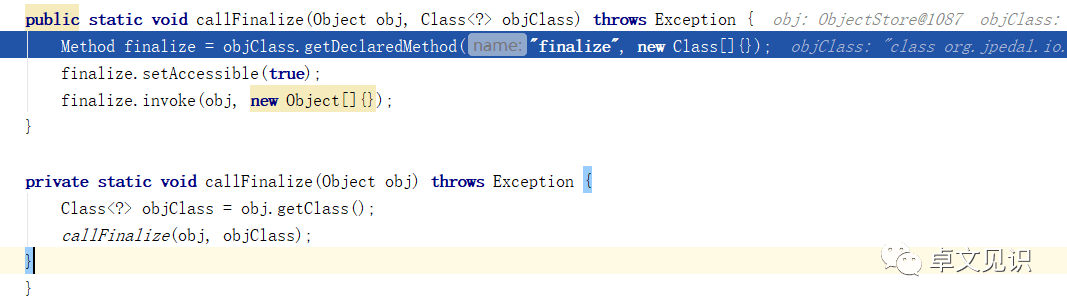 public static void callFinalize(Object obj, Class<?> objClass) throws Exception { obj: ObjectStore@1087 objClass:
Method finalize = objClass.getDeclaredMethod( name: "finalize", new Class[]{}); objClass: "class org.jpedal.io.
finalize.setAccessible(true);
finalize.invoke(obj, new Object[]{});
}
private static void callFinalize(Object obj) throws Exception {
Class<?> objClass = obj.getClass();
callFinalize(obj, objClass);
}
卓文见识
}